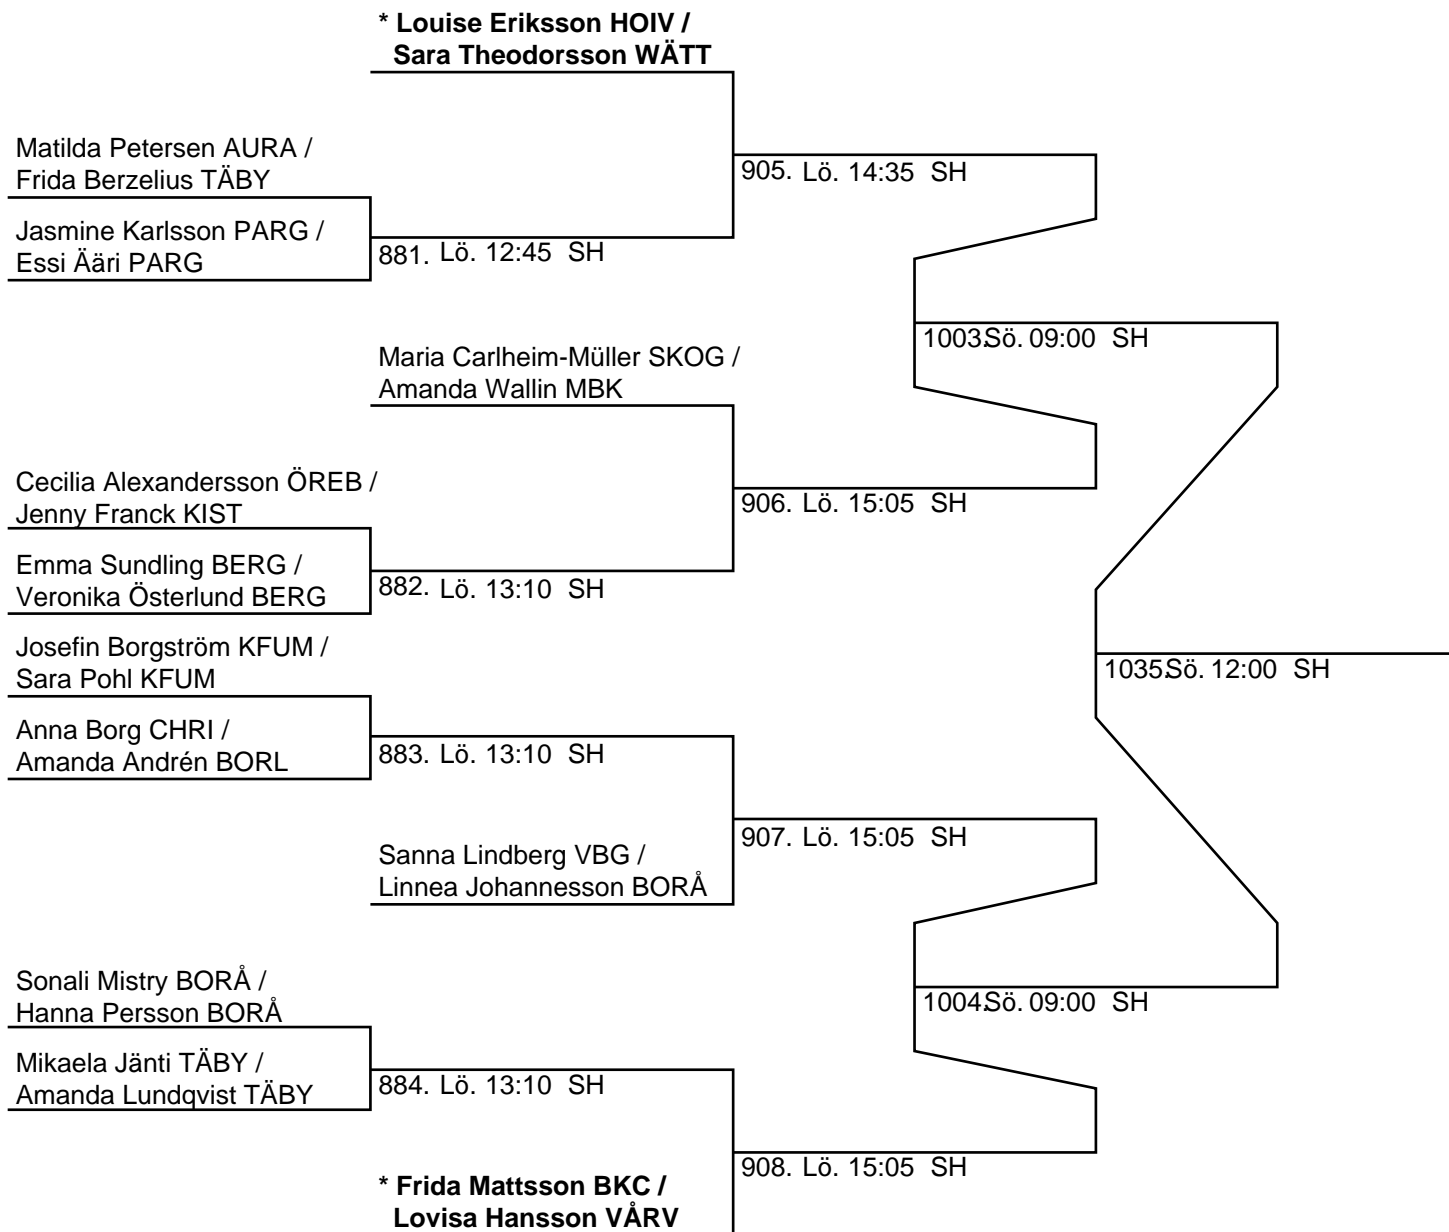 * Louise Eriksson HOIV /
Sara Theodorsson WÄTT
Matilda Petersen AURA /
Frida Berzelius TÄBY
905. Lö. 14:35 SH
Jasmine Karlsson PARG /
Essi Ääri PARG
881. Lö. 12:45 SH
1003. Sö. 09:00 SH
Maria Carlheim-Müller SKOG /
Amanda Wallin MBK
Cecilia Alexandersson ÖREB /
Jenny Franck KIST
906. Lö. 15:05 SH
Emma Sundling BERG /
Veronika Österlund BERG
882. Lö. 13:10 SH
Josefin Borgström KFUM /
Sara Pohl KFUM
1035. Sö. 12:00 SH
Anna Borg CHRI /
Amanda Andrén BORL
883. Lö. 13:10 SH
907. Lö. 15:05 SH
Sanna Lindberg VBG /
Linnea Johannesson BORÅ
Sonali Mistry BORÅ /
Hanna Persson BORÅ
1004. Sö. 09:00 SH
Mikaela Jänti TÄBY /
Amanda Lundqvist TÄBY
884. Lö. 13:10 SH
908. Lö. 15:05 SH
* Frida Mattsson BKC /
Lovisa Hansson VÅRV